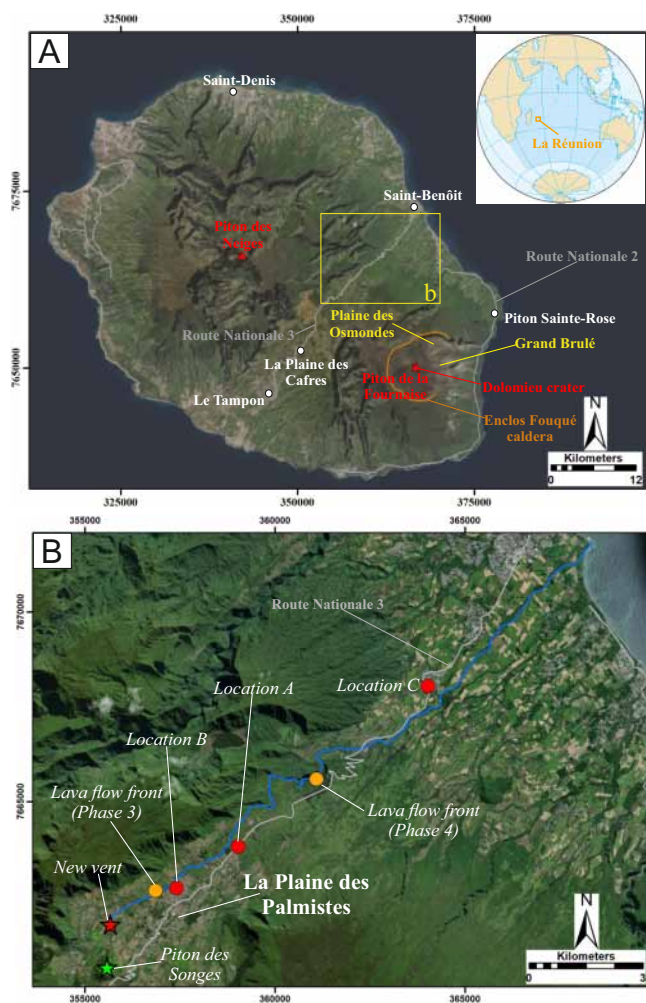 325000 350000 375000
A
Saint-Denis
La Réunion
7675000
Saint-Benôit
Piton des
Neiges
Route Nationale 2
b
Plaine des
Osmondes
Piton Sainte-Rose
Route Nationale 3
Grand Brulé
La Plaine des
Cafres
7650000
Piton de la
Fournaise
Dolomien crater
Le Tampon
Enclos Fouqué
caldera
N
Kilometers
0 12
325000 350000 375000
355000 360000 365000
B
Route Nationale 3
7670000
Location A
Location C
Location B
Lava flow front
(Phase 3)
7665000
Lava flow front
(Phase 4)
New vent
La Plaine des
Palmistes
N
Piton des
Songes
Kilometers
0 3
355000 360000 365000